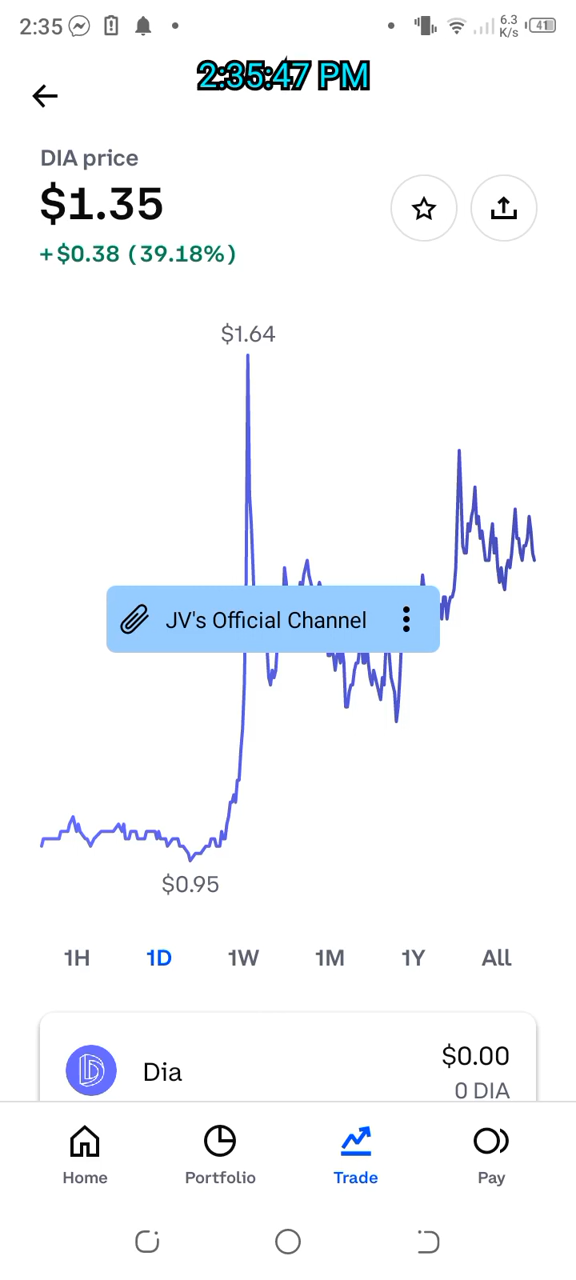 2:35
6.3
K/s
41
2:35:47 PM
DIA price
$1.35
+$0.38 (39.18%)
$1.64
JV's Official Channel
$0.95
1H 1D 1W 1M 1Y All
Dia $0.00
0 DIA
Home Portfolio Trade Pay